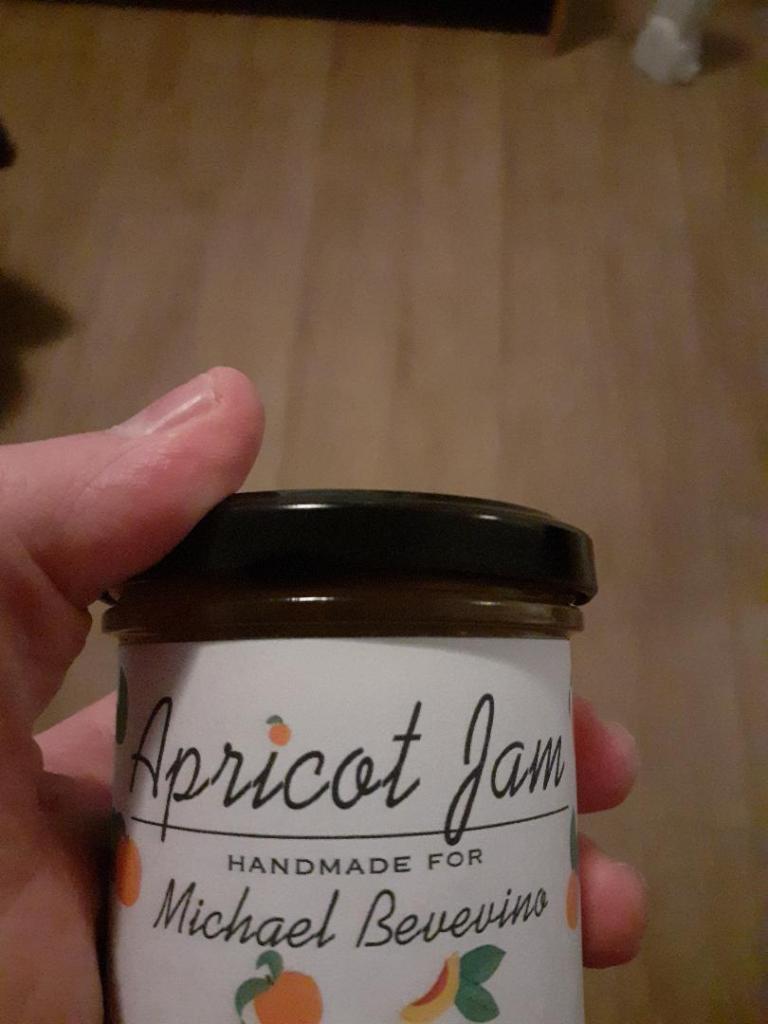 Apricot Jam
HANDMADE FOR
Michael Bevevino